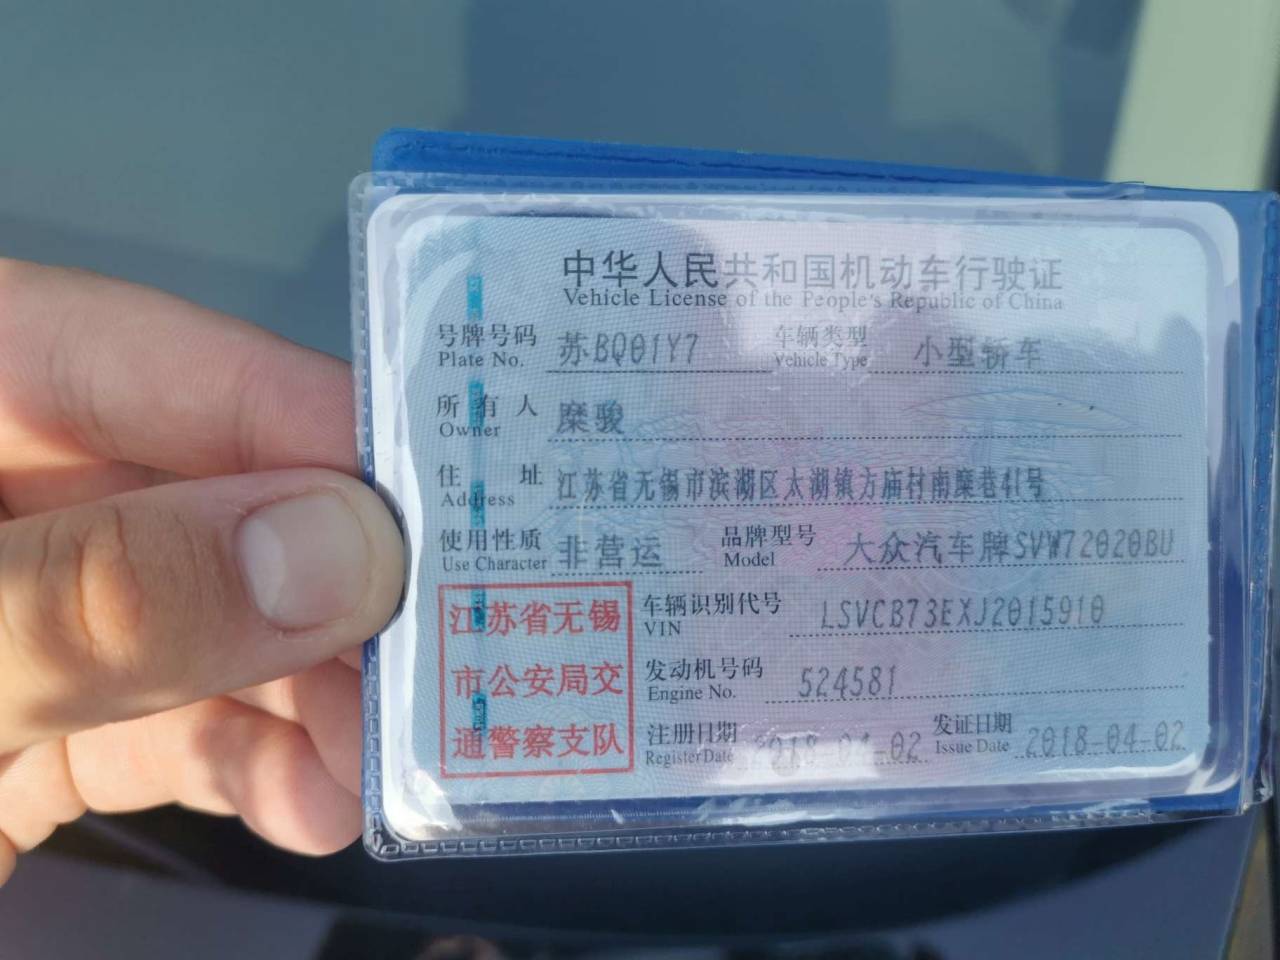 中华人民共和国机动车行驶证
Vehicle License of the People's Republic of China
号牌号码 苏BQ01Y7 车辆类型 小型轿车
Plate No. Vehicle Type
所有人 糜骏
Owner
住址 江苏省无锡市滨湖区太湖镇方庙村南糜巷41号
Address
使用性质 非营运 品牌型号 大众汽车牌SVW72020BU
Use Character Model
江苏省无锡
市公安局交
通警察支队
车辆识别代号 LSVCB73EXJ2015910
VIN
发动机号码 524581
Engine No.
注册日期 2018-04-02 发证日期 2018-04-02
Register Date Issue Date